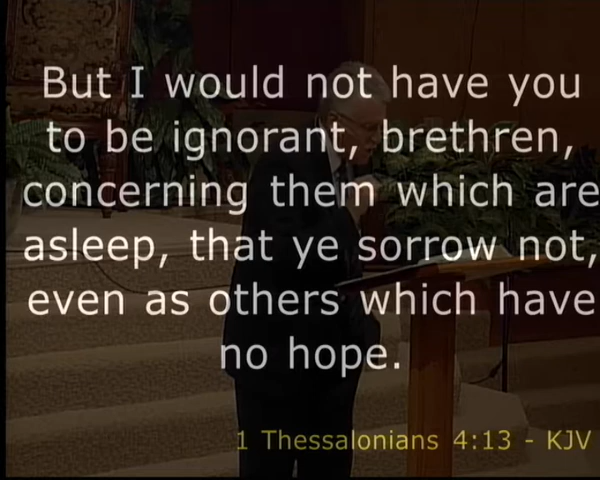 But I would not have you
to be ignorant, brethren,
concerning them which are
asleep, that ye sorrow not,
even as others which have
no hope.
1 Thessalonians 4:13 - KJV